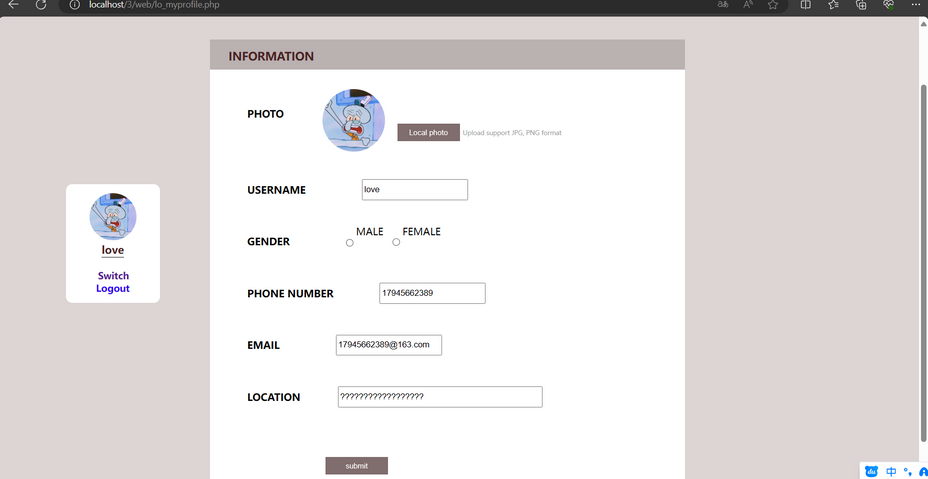 localhost/3/web/lo_myprofile.php
INFORMATION
PHOTO
Local photo Upload support JPG, PNG format
USERNAME love
GENDER MALE FEMALE
love
Switch
Logout
PHONE NUMBER 17945662389
EMAIL 17945662389@163.com
LOCATION ??????????????????
submit
du 中